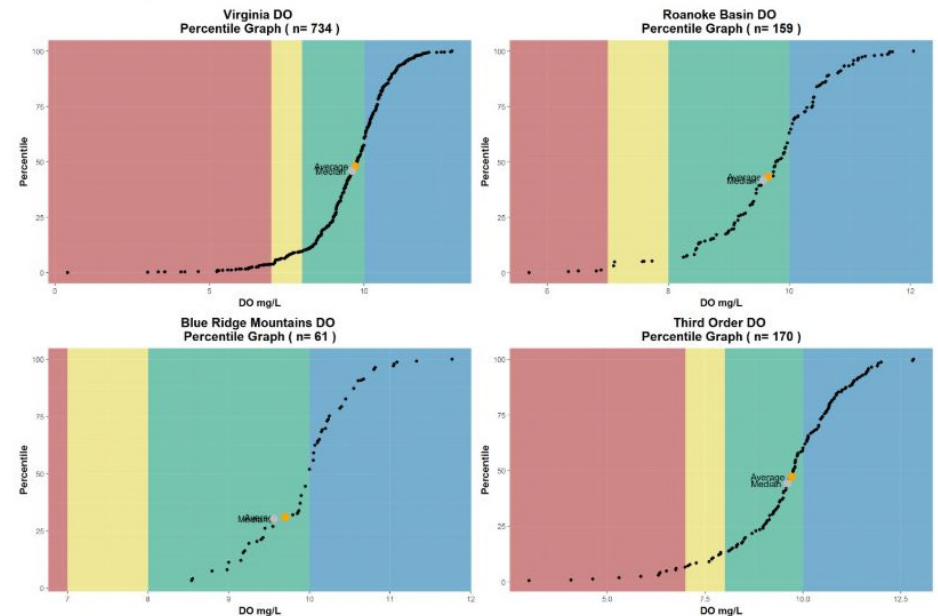 Virginia DO
Percentile Graph ( n= 734 )
100
75
50
25
0
Percentile
Average
Median
0
5
10
DO mg/L
Roanoke Basin DO
Percentile Graph ( n= 159 )
100
75
50
25
0
Percentile
Average
Median
6
8
10
12
DO mg/L
Blue Ridge Mountains DO
Percentile Graph ( n= 61 )
100
75
50
25
0
Percentile
Average
Median
7
8
9
10
11
12
DO mg/L
Third Order DO
Percentile Graph ( n= 170 )
100
75
50
25
0
Percentile
Average
Median
5.0
7.5
10.0
12.5
DO mg/L